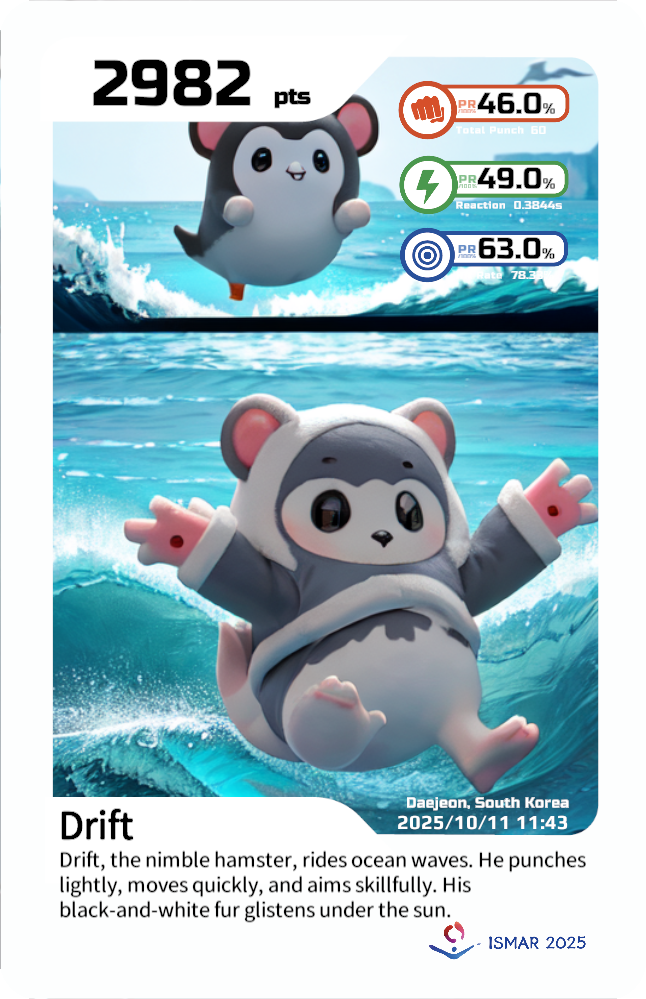 2982 pts
PR 46.0%
Total Punch 60
PR 49.0%
Reaction 0.3844s
PR 63.0%
78.3
Daejeon, South Korea
2025/10/11 11:43
Drift
Drift, the nimble hamster, rides ocean waves. He punches
lightly, moves quickly, and aims skillfully. His
black-and-white fur glistens under the sun.
- ISMAR 2025